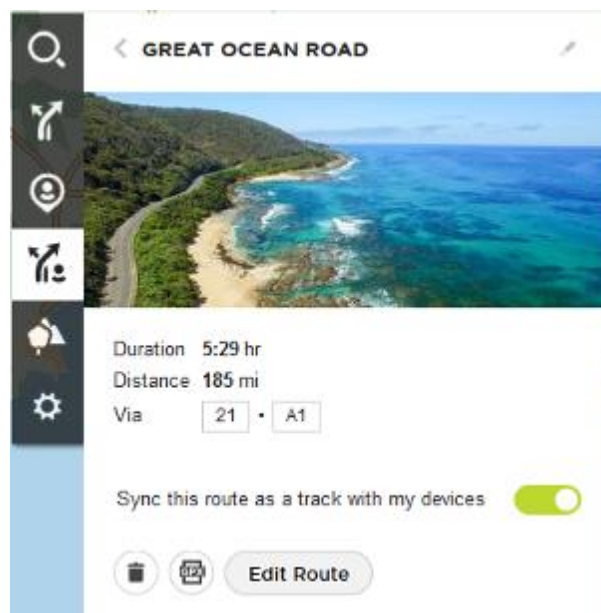 GREAT OCEAN ROAD
Duration 5:29 hr
Distance 185 mi
Via 21 • A1
Sync this route as a track with my devices
GPX Edit Route